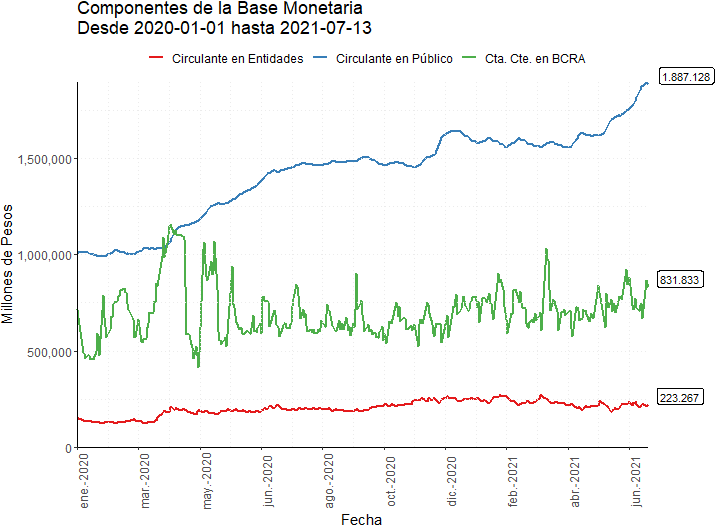 Componentes de la Base Monetaria
Desde 2020-01-01 hasta 2021-07-13
Circulante en Entidades Circulante en Público Cta. Cte. en BCRA
Millones de Pesos
1,500,000
1,000,000
500,000
0
1.887.128
831.833
223.267
ene.-2020
mar.-2020
may.-2020
jun.-2020
ago.-2020
oct.-2020
dic.-2020
feb.-2021
abr.-2021
jun.-2021
Fecha